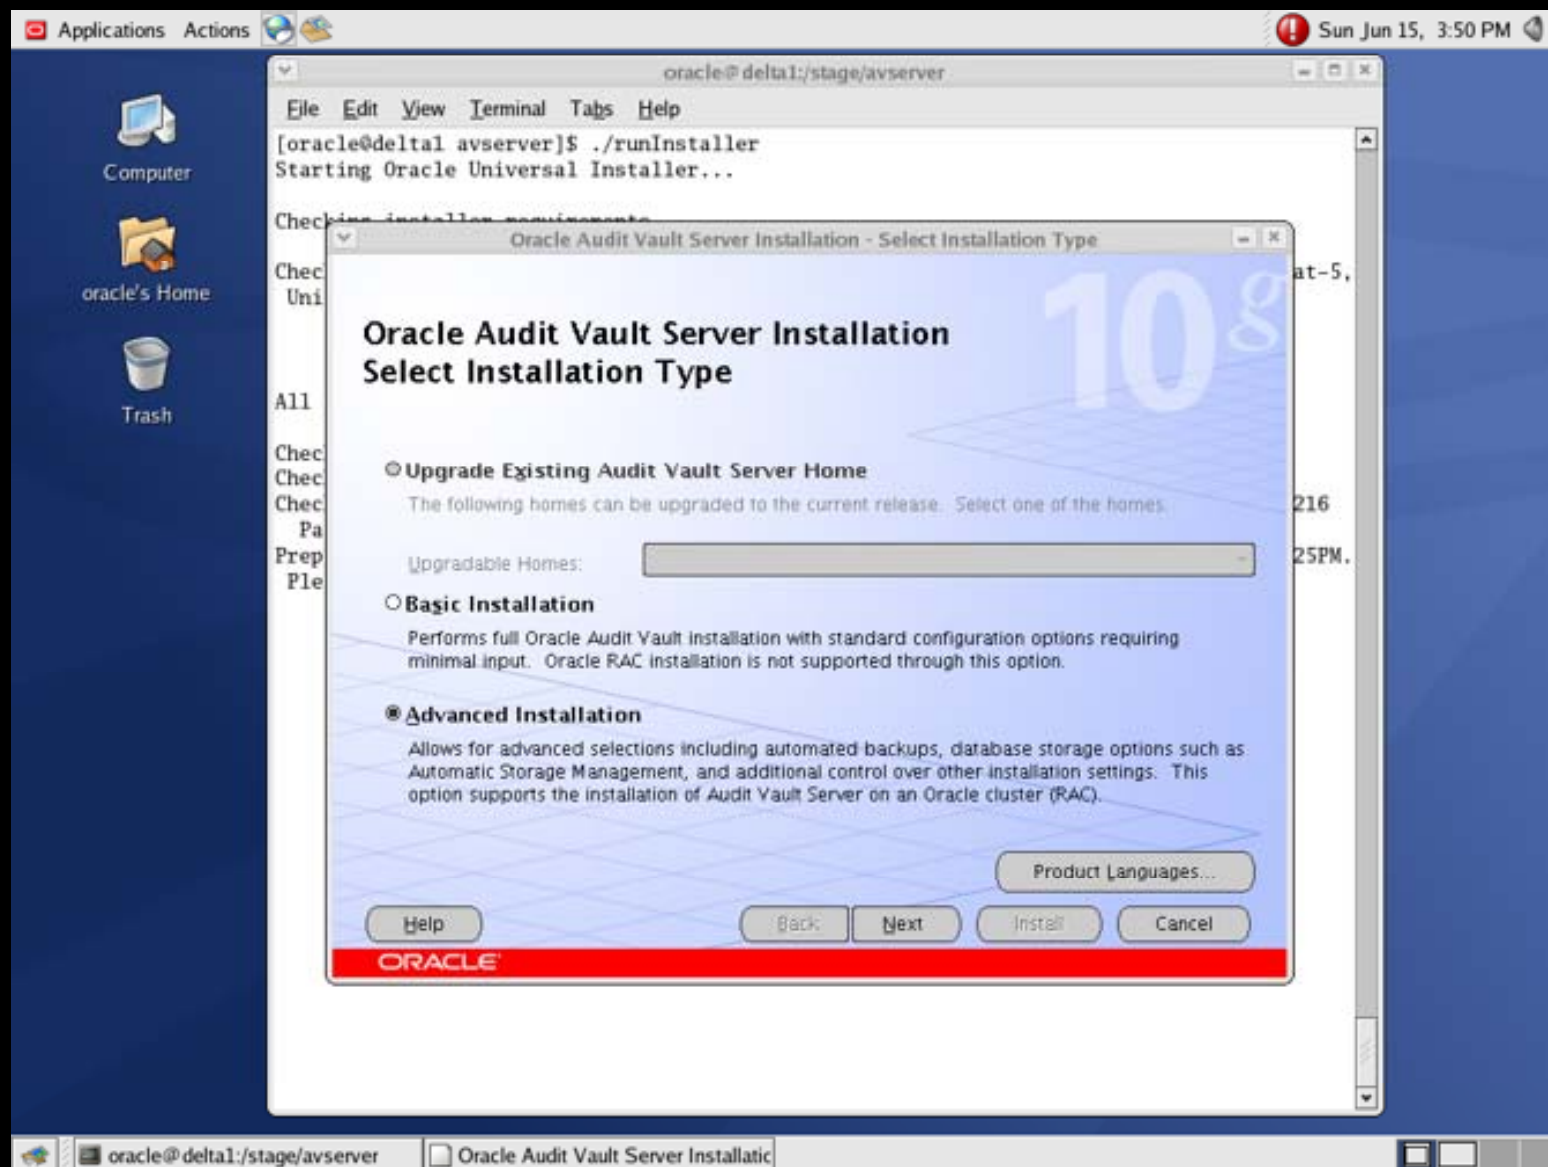 Applications Actions Sun Jun 15, 3:50 PM
oracle@delta1:/stage/avserver
File Edit View Terminal Tabs Help
[oracle@delta1 avserver]$ ./runInstaller
Starting Oracle Universal Installer...
Computer
oracle's Home
Trash
Checking installer requirements
Oracle Audit Vault Server Installation - Select Installation Type
Chec at-5,
Uni
10g
Oracle Audit Vault Server Installation
Select Installation Type
All
Chec
Upgrade Existing Audit Vault Server Home
Chec
The following homes can be upgraded to the current release. Select one of the homes.
Chec 216
Pa
Prep 25PM.
Upgradable Homes:
Ple
Basic Installation
Performs full Oracle Audit Vault installation with standard configuration options requiring
minimal input. Oracle RAC installation is not supported through this option.
Advanced Installation
Allows for advanced selections including automated backups, database storage options such as
Automatic Storage Management, and additional control over other installation settings. This
option supports the installation of Audit Vault Server on an Oracle cluster (RAC).
Product Languages...
Help Back Next Install Cancel
ORACLE
oracle@delta1:/stage/avserver Oracle Audit Vault Server Installatic